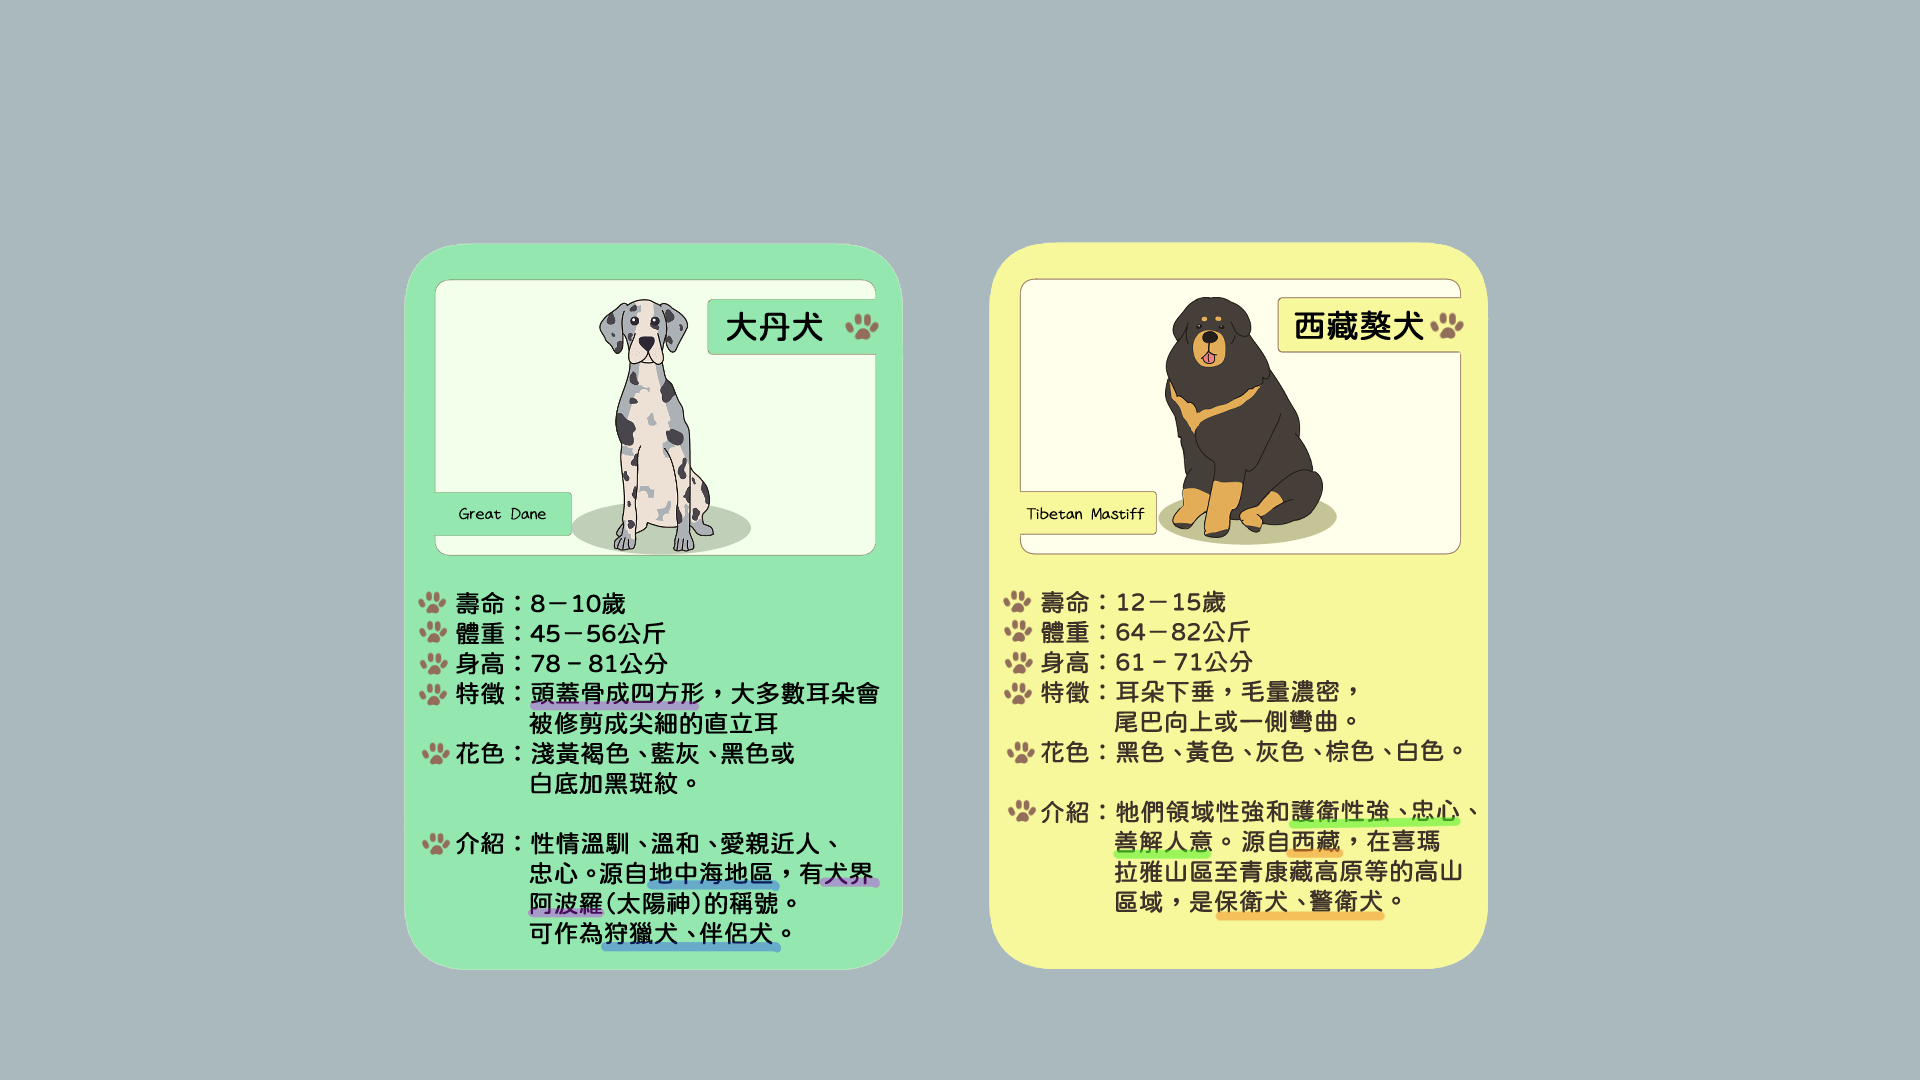 大丹犬
Great Dane
壽命：8－10歲
體重：45－56公斤
身高：78－81公分
特徵：頭蓋骨成四方形，大多數耳朵會
被修剪成尖細的直立耳
花色：淺黃褐色、藍灰、黑色或
白底加黑斑紋。
介紹：性情溫馴、溫和、愛親近人、
忠心。源自地中海地區，有犬界
阿波羅(太陽神)的稱號。
可作為狩獵犬、伴侶犬。
西藏獒犬
Tibetan Mastiff
壽命：12－15歲
體重：64－82公斤
身高：61－71公分
特徵：耳朵下垂，毛量濃密，
尾巴向上或一側彎曲。
花色：黑色、黃色、灰色、棕色、白色。
介紹：牠們領域性強和護衛性強、忠心、
善解人意。源自西藏，在喜瑪
拉雅山區至青康藏高原等的高山
區域，是保衛犬、警衛犬。